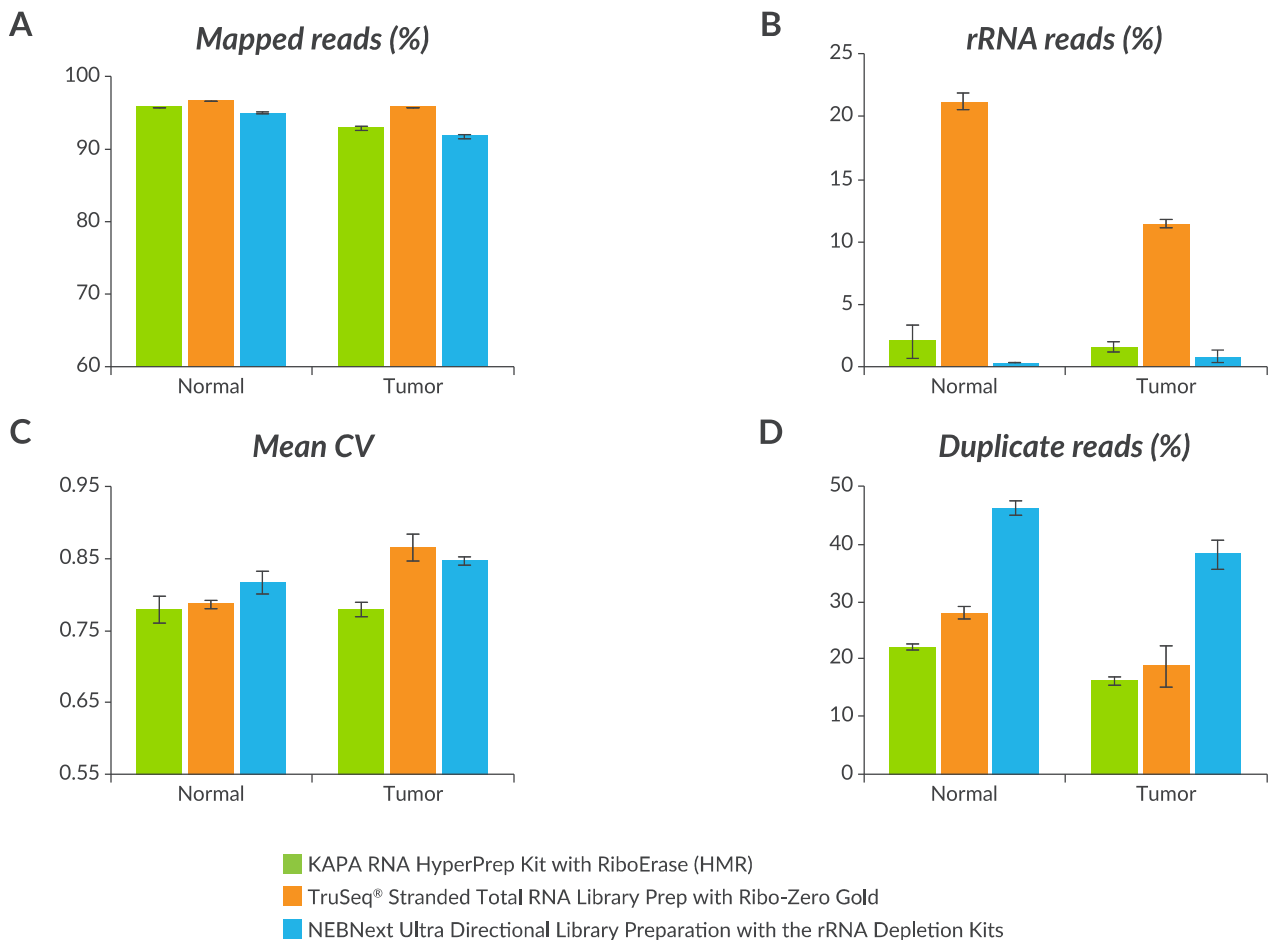 A
Mapped reads (%)
100
90
80
70
60
Normal
Tumor
B
rRNA reads (%)
25
20
15
10
5
0
Normal
Tumor
C
Mean CV
0.95
0.85
0.75
0.65
0.55
Normal
Tumor
D
Duplicate reads (%)
50
40
30
20
10
0
Normal
Tumor
KAPA RNA HyperPrep Kit with RiboErase (HMR)
TruSeq® Stranded Total RNA Library Prep with Ribo-Zero Gold
NEBNext Ultra Directional Library Preparation with the rRNA Depletion Kits